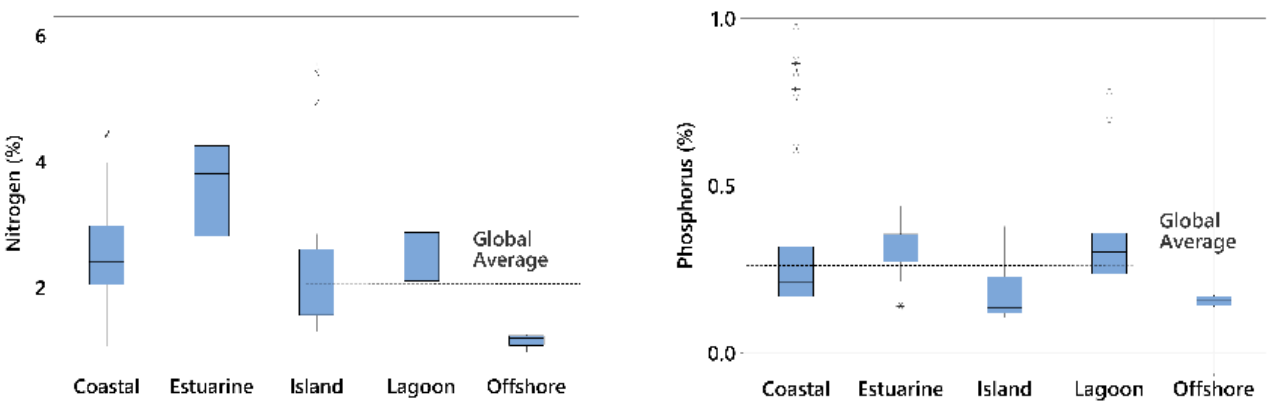 6
4
2
Nitrogen (%)
Global
Average
Coastal Estuarine Island Lagoon Offshore
1.0
0.5
0.0
Phosphorus (%)
Global
Average
Coastal Estuarine Island Lagoon Offshore